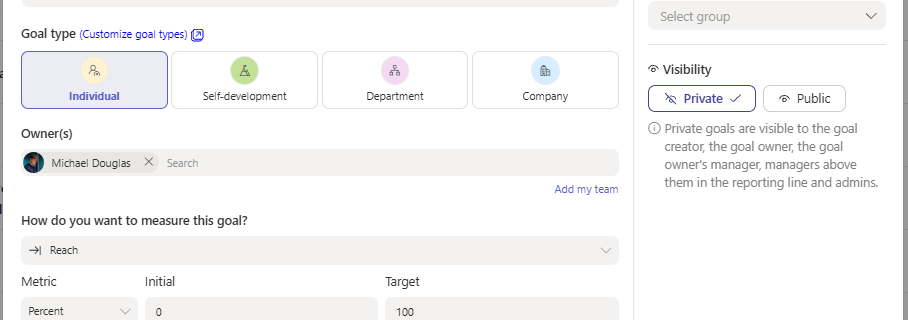 Goal type (Customize goal types)
Individual
Self-development
Department
Company
Owner(s)
Michael Douglas
Search
Add my team
How do you want to measure this goal?
Reach
Metric
Initial
Target
Percent
0
100
Select group
Visibility
Private
Public
Private goals are visible to the goal
creator, the goal owner, the goal
owner's manager, managers above
them in the reporting line and admins.